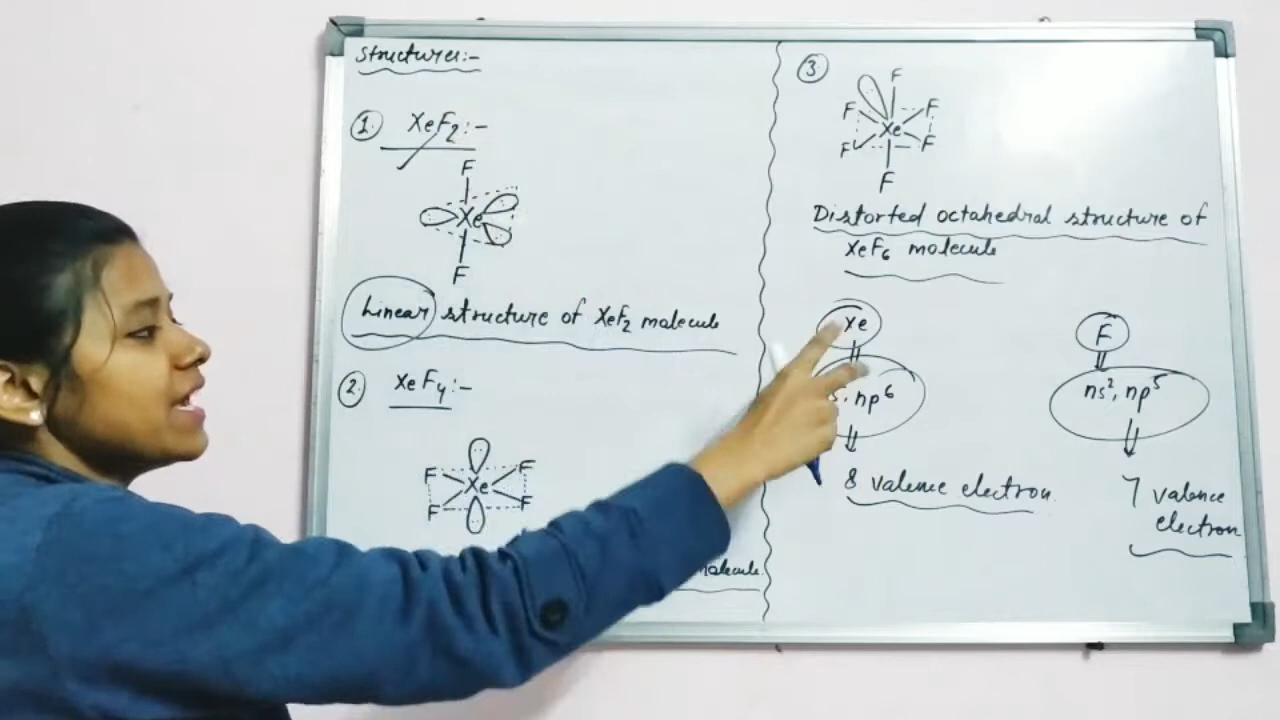 Structures:-
1. XeF₂:-
F
Xe
F
Linear structure of XeF₂ molecule
2. XeF₄:-
F F
Xe
F F
molecule
3
F
F F
Xe
F F
F
Distorted octahedral structure of
XeF₆ molecule
Xe F
np⁶ ns², np⁵
8 valence electron 7 valence
electron